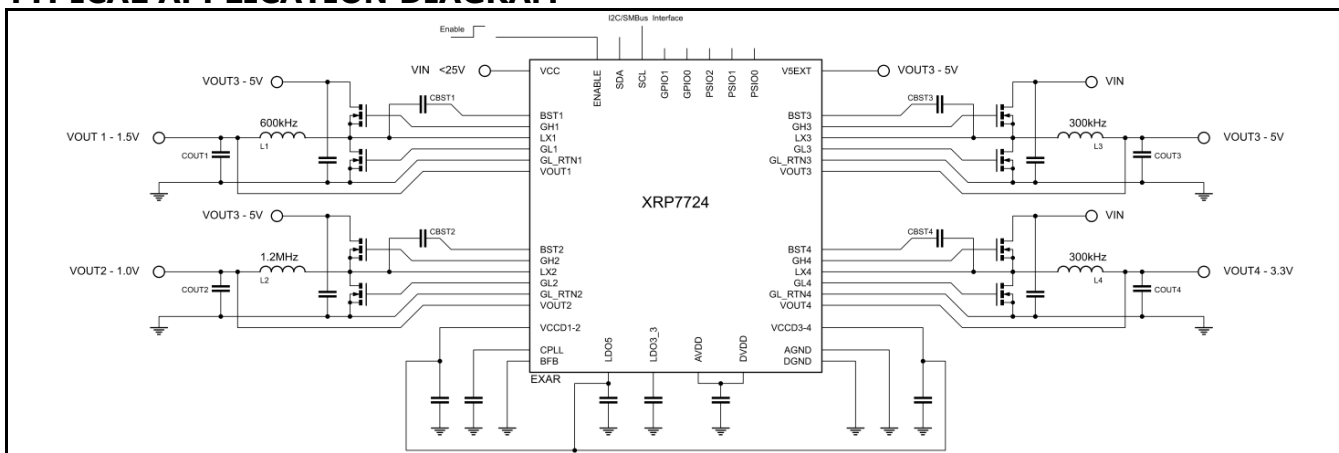 I2C/SMBus Interface
Enable
VIN <25V
VCC
ENABLE
SDA
SCL
GPIO1
GPIO0
PSIO2
PSIO1
PSIO0
V5EXT
VOUT3 - 5V
VOUT3 - 5V
CBST1
BST1
GH1
LX1
GL1
GL_RTN1
VOUT1
600kHz
L1
VOUT 1 - 1.5V
COUT1
VOUT3 - 5V
CBST2
BST2
GH2
LX2
GL2
GL_RTN2
VOUT2
1.2MHz
L2
VOUT2 - 1.0V
COUT2
VCCD1-2
CPLL
BFB
XRP7724
BST3
GH3
LX3
GL3
GL_RTN3
VOUT3
CBST3
VIN
300kHz
L3
VOUT3 - 5V
COUT3
BST4
GH4
LX4
GL4
GL_RTN4
VOUT4
CBST4
VIN
300kHz
L4
VOUT4 - 3.3V
COUT4
VCCD3-4
AGND
DGND
LDO5
LDO3_3
AVDD
DVDD
EXAR